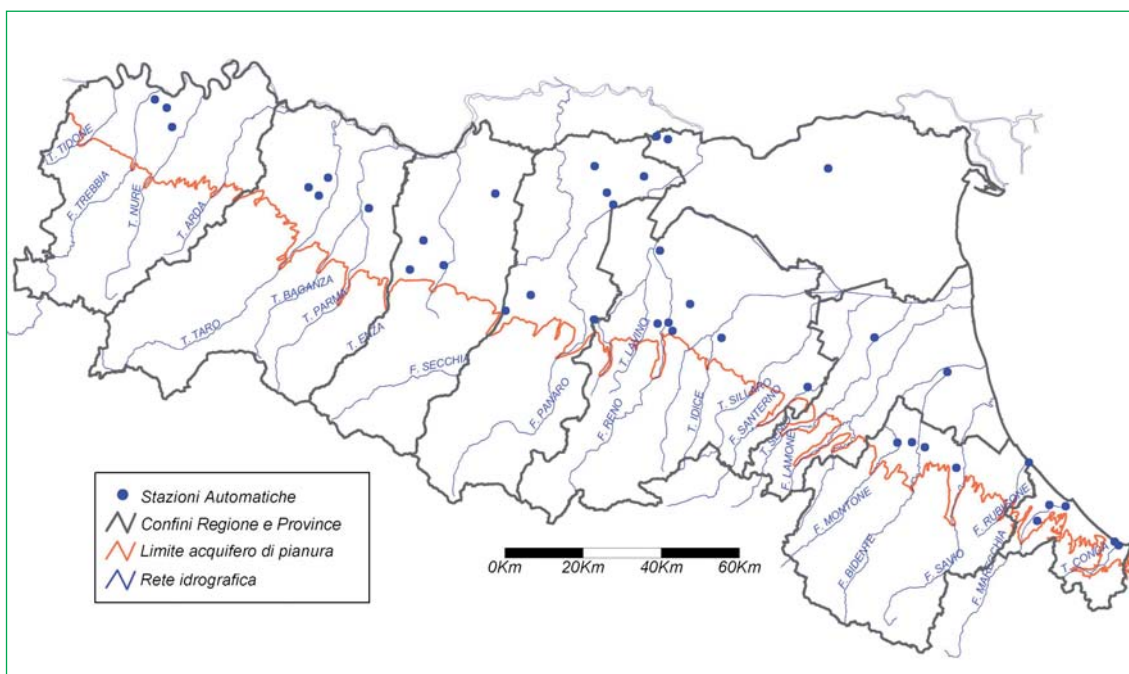 T. TIDONE
F. TREBBIA
T. NURE
T. ARDA
T. TARO
T. BAGANZA
T. PARMA
T. ENZA
F. SECCHIA
F. PANARO
F. RENO
T. LAVINO
T. IDICE
T. SILLARO
F. SANTERNO
F. LAMONE
F. MONTONE
F. BIDENTE
F. SAVIO
F. RUBICONE
F. MARECCHIA
T. CONCA
Stazioni Automatiche
Confini Regione e Province
Limite acquifero di pianura
Rete idrografica
0Km 20Km 40Km 60Km